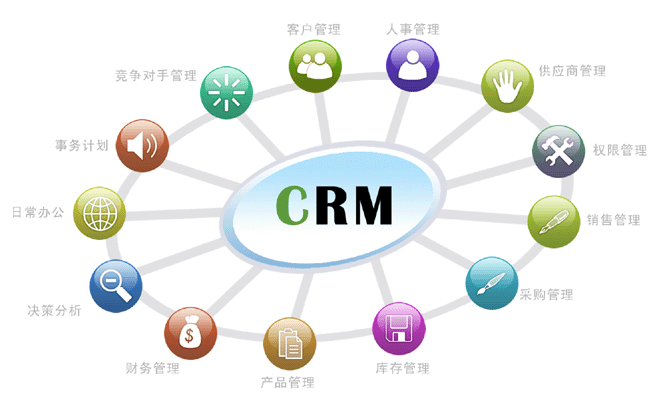 客户管理
人事管理
竞争对手管理
供应商管理
事务计划
权限管理
CRM
日常办公
销售管理
采购管理
决策分析
财务管理
库存管理
产品管理
$